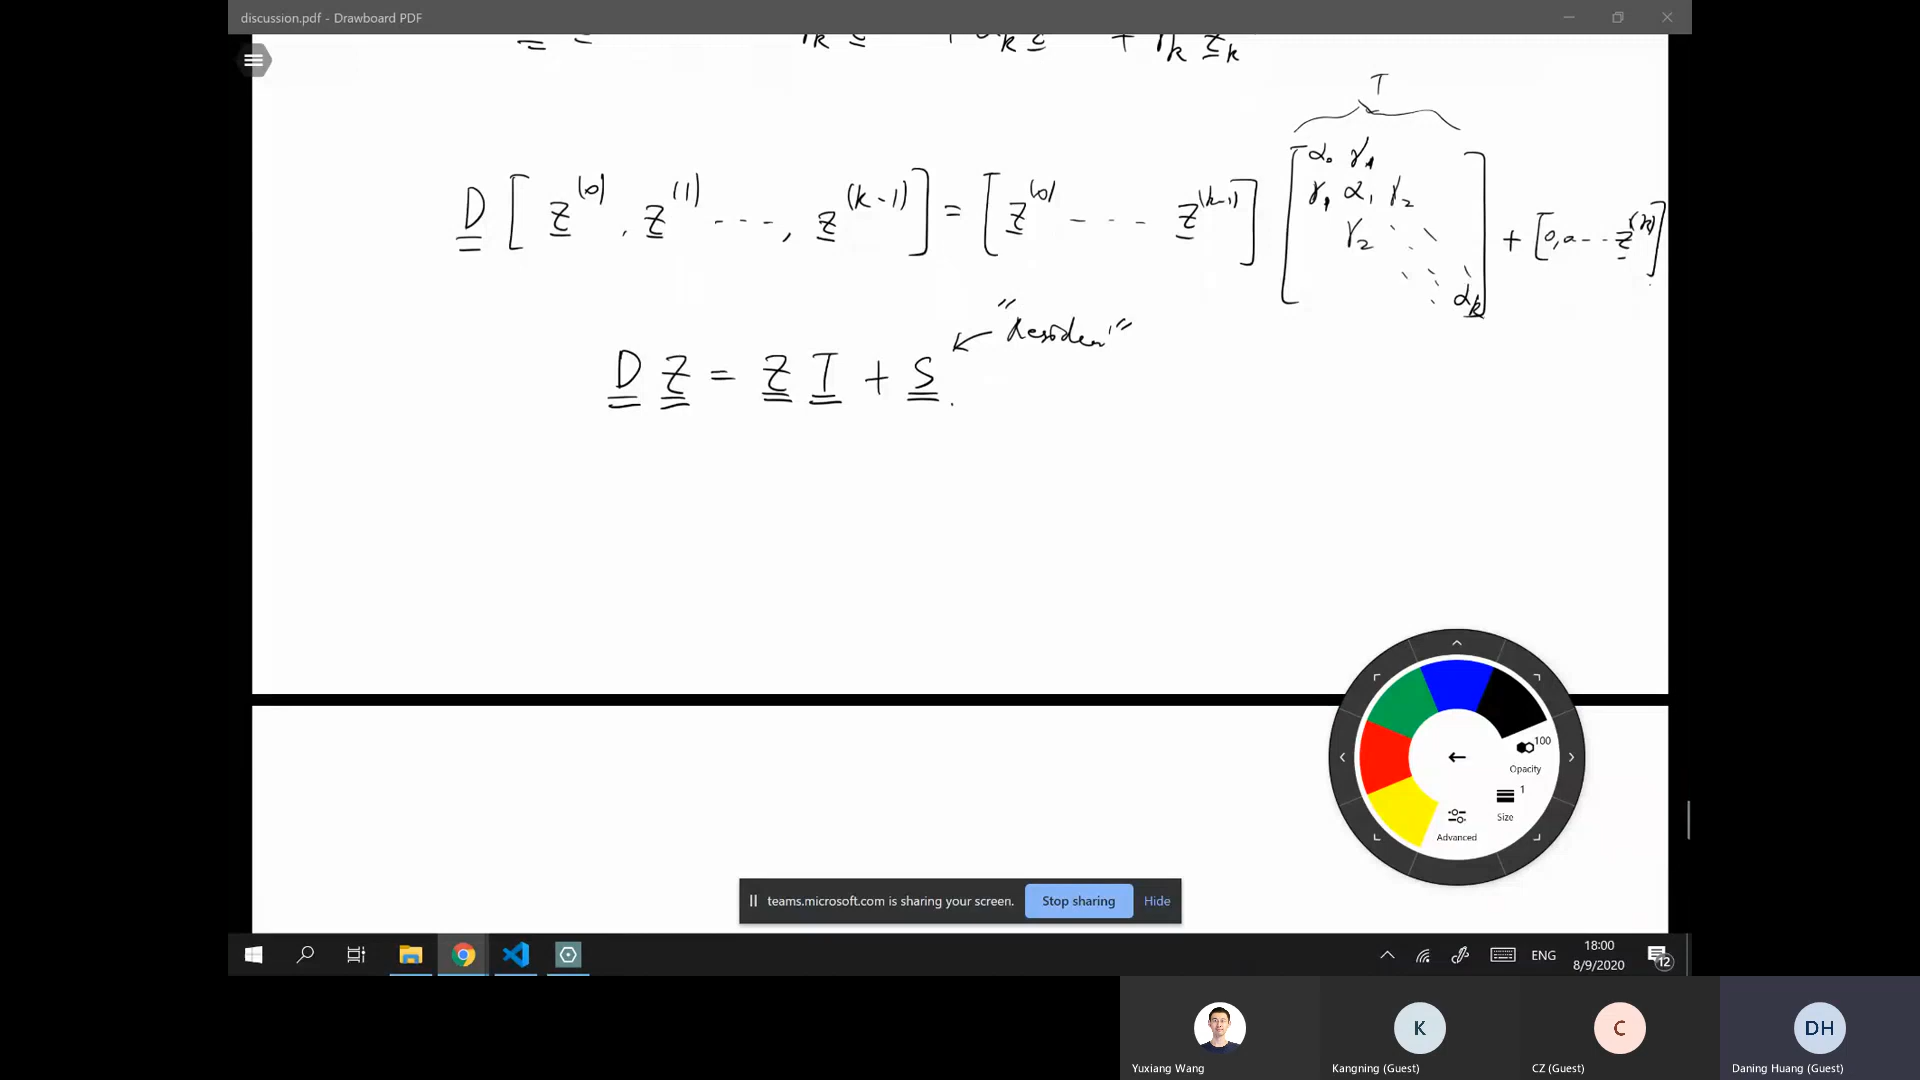 discussion.pdf - Drawboard PDF
T
D [ z^(0), z^(1) ..., z^(k-1) ] = [ z^(0) ... z^(k-1) ] [ α₀ γ₁
γ₁ α₁ γ₂
γ₂
α_k ] + [0, 0 ... z^(k)]
D Z = Z T + S.
100
Opacity
1
Size
Advanced
teams.microsoft.com is sharing your screen.
Stop sharing
Hide
ENG
18:00
8/9/2020
12
K
C
DH
Yuxiang Wang
Kangning (Guest)
CZ (Guest)
Daning Huang (Guest)